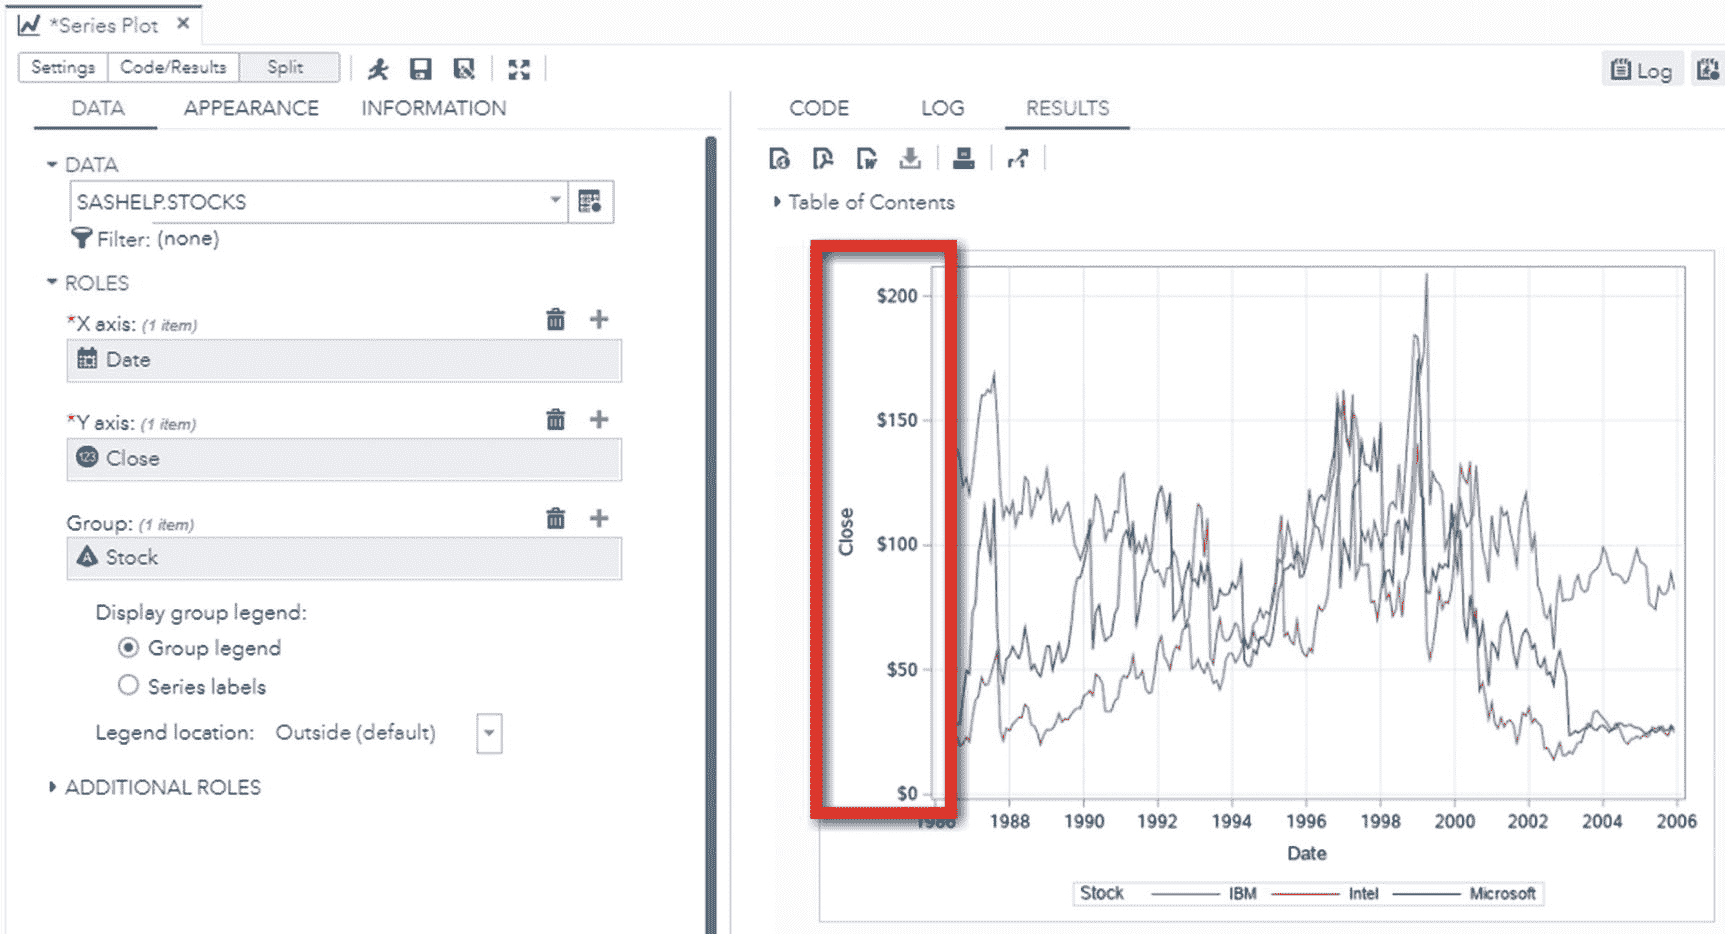 *Series Plot ×
Settings Code/Results Split
Log
DATA APPEARANCE INFORMATION
DATA
SASHELP.STOCKS
Filter: (none)
ROLES
*X axis: (1 item)
Date
*Y axis: (1 item)
123 Close
Group: (1 item)
A Stock
Display group legend:
Group legend
Series labels
Legend location: Outside (default)
ADDITIONAL ROLES
CODE LOG RESULTS
Table of Contents
$200
$150
$100
$50
$0
Close
1986 1988 1990 1992 1994 1996 1998 2000 2002 2004 2006
Date
Stock IBM Intel Microsoft